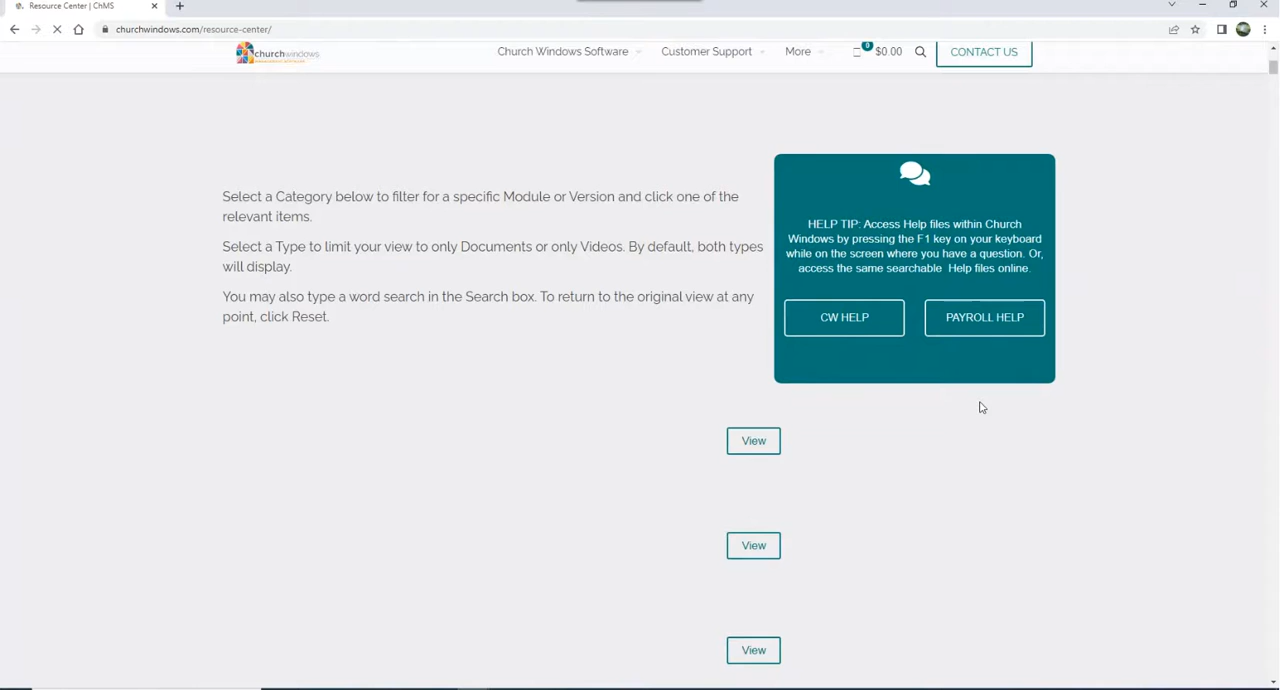 Resource Center | ChMS
churchwindows.com/resource-center/
churchwindows
Church Windows Software
Customer Support
More
0
$0.00
CONTACT US
Select a Category below to filter for a specific Module or Version and click one of the
relevant items.
Select a Type to limit your view to only Documents or only Videos. By default, both types
will display.
You may also type a word search in the Search box. To return to the original view at any
point, click Reset.
HELP TIP: Access Help files within Church
Windows by pressing the F1 key on your keyboard
while on the screen where you have a question. Or,
access the same searchable Help files online.
CW HELP
PAYROLL HELP
View
View
View